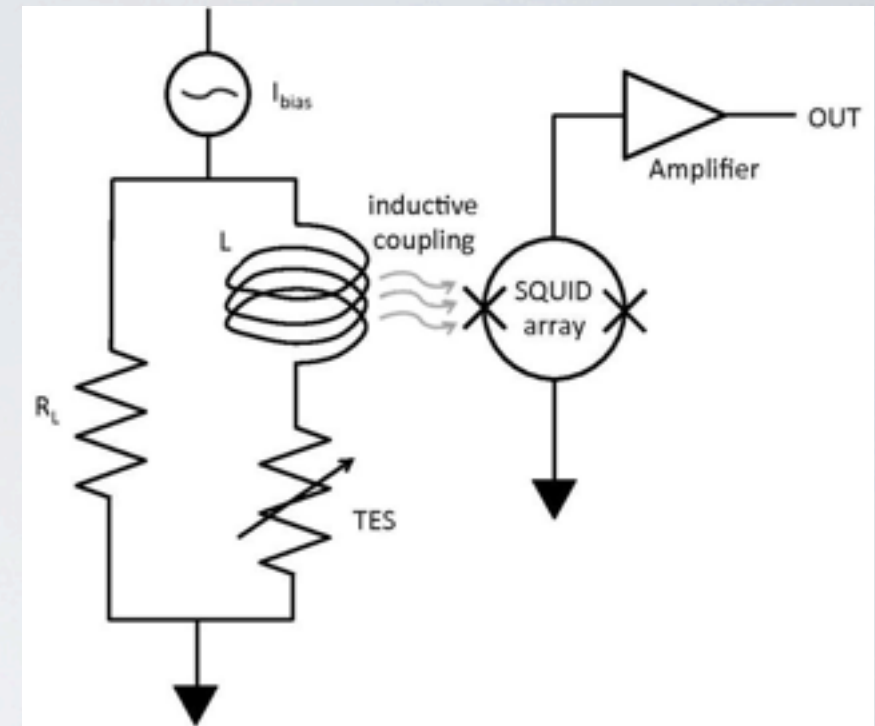 I_bias
OUT
Amplifier
inductive
coupling
L
SQUID
array
R_L
TES